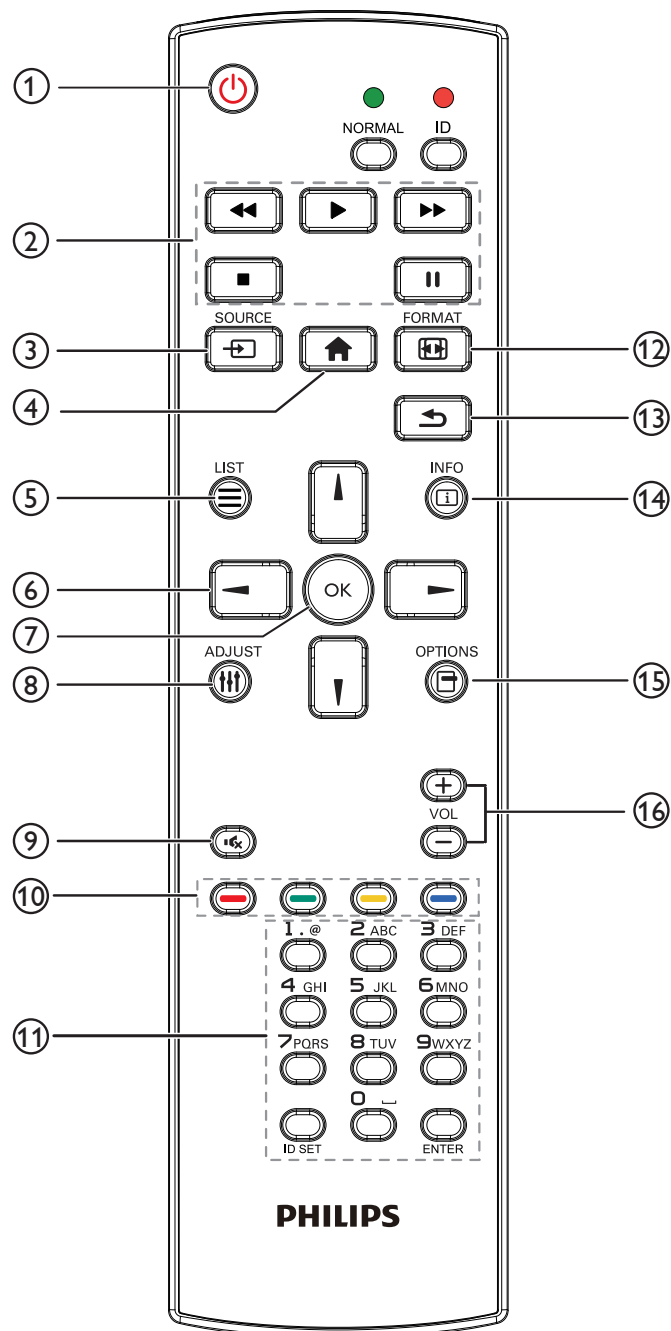 1
NORMAL ID
2
SOURCE FORMAT
3 12
4
13
LIST INFO
5 14
6 OK
7
ADJUST OPTIONS
8 15
VOL 16
9
10
1 . @ 2 ABC 3 DEF
4 GHI 5 JKL 6 MNO
11 7 PQRS 8 TUV 9 WXYZ
0
ID SET ENTER
PHILIPS